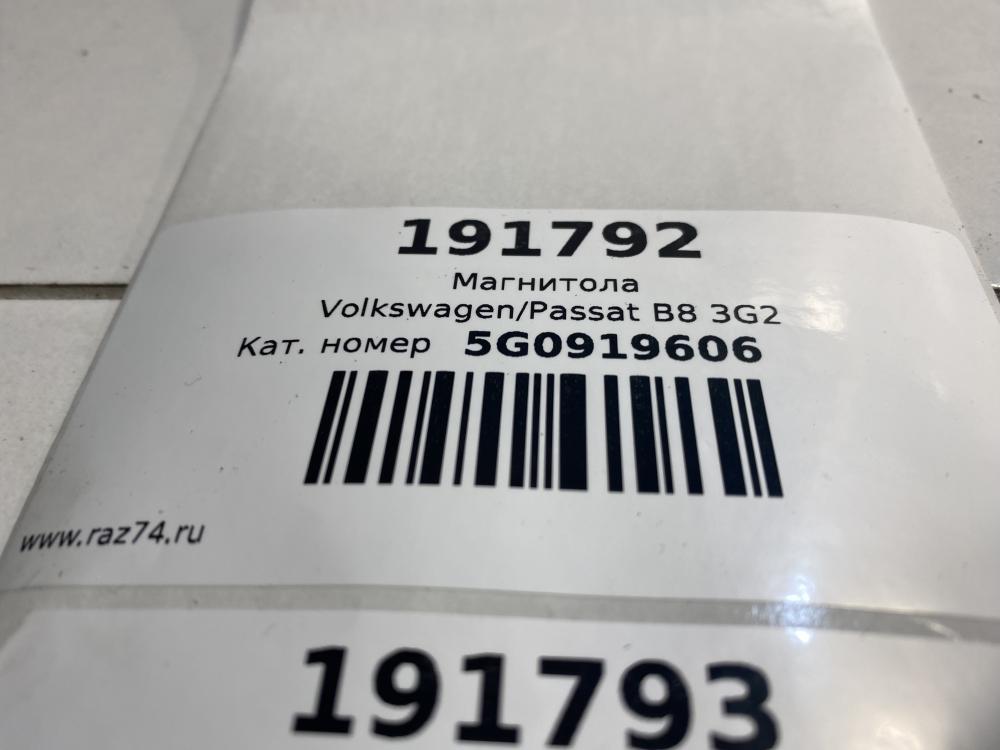 191792
Магнитола
Volkswagen/Passat B8 3G2
Кат. номер 5G0919606
www.raz74.ru
191793